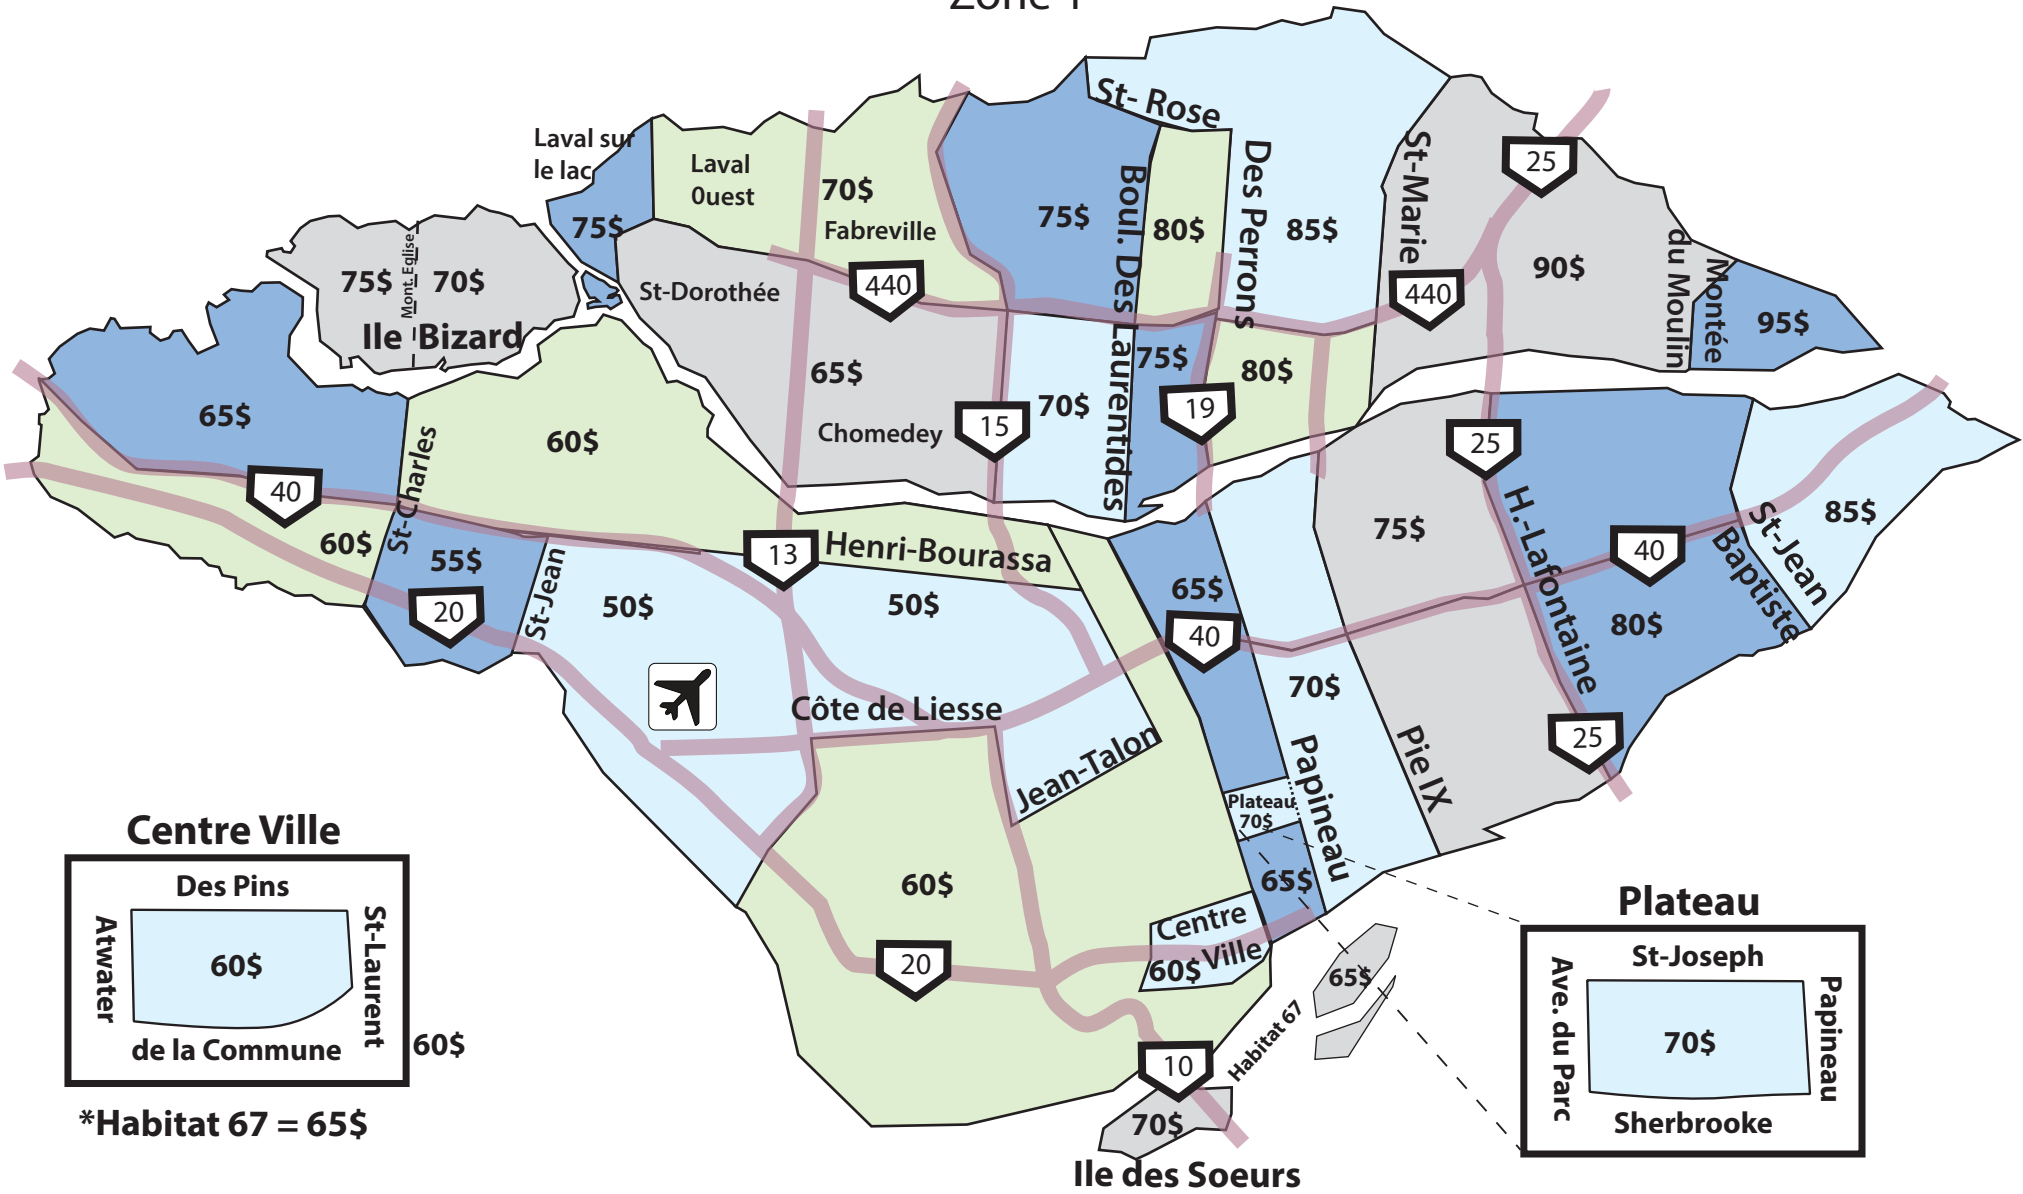 Zone 1
St- Rose
Laval sur
le lac
75$
Laval
0uest
70$
Fabreville
75$
Boul. Des Laurentides
80$
Des Perrons
85$
St-Marie
25
90$
du Moulin
Montée
95$
75$
Mont. Eglise
70$
Ile Bizard
St-Dorothée
440
440
65$
Chomedey
15
70$
75$
19
80$
65$
40
St-Charles
60$
60$
55$
20
St-Jean
50$
13
Henri-Bourassa
50$
Côte de Liesse
Jean-Talon
65$
40
70$
Papineau
75$
Pie IX
25
H.-Lafontaine
40
80$
25
St-Jean
Baptiste
85$
Plateau
70$
65$
60$
20
Centre
Ville
60$
10
Habitat 67
65$
70$
Ile des Soeurs
Centre Ville
Des Pins
Atwater
60$
St-Laurent
de la Commune
60$
*Habitat 67 = 65$
Plateau
St-Joseph
Ave. du Parc
70$
Papineau
Sherbrooke